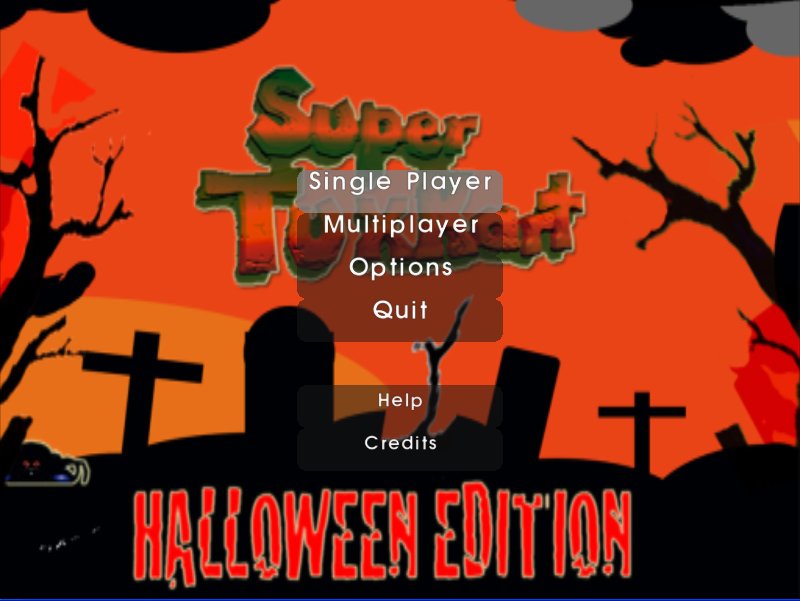 Super
TuxKart
Single Player
Multiplayer
Options
Quit
Help
Credits
HALLOWEEN EDITION